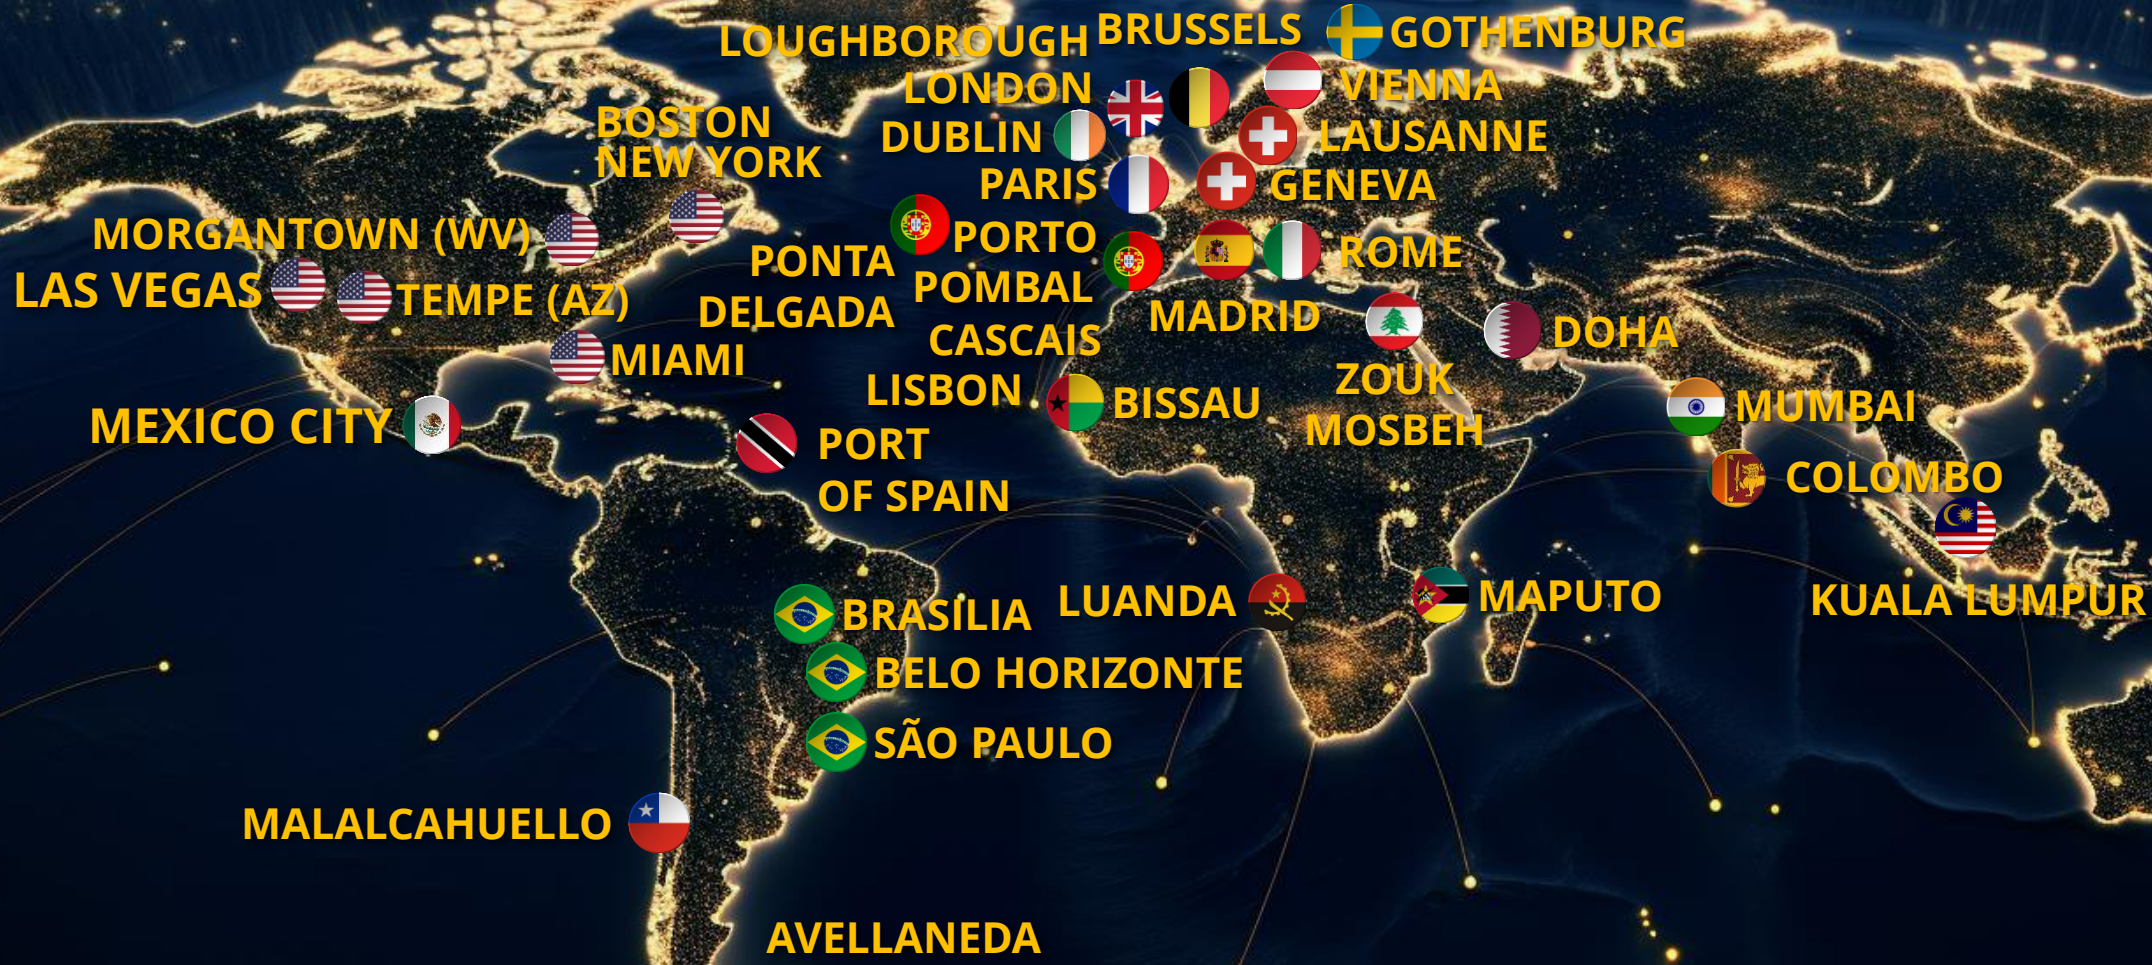 LOUGHBOROUGH
BRUSSELS
GOTHENBURG
LONDON
VIENNA
BOSTON
NEW YORK
DUBLIN
LAUSANNE
PARIS
GENEVA
MORGANTOWN (WV)
PORTO
ROME
PONTA
DELGADA
LAS VEGAS
TEMPE (AZ)
POMBAL
MADRID
CASCAIS
DOHA
MIAMI
LISBON
BISSAU
ZOUK
MOSBEH
MUMBAI
MEXICO CITY
PORT
OF SPAIN
COLOMBO
BRASILIA
LUANDA
MAPUTO
KUALA LUMPUR
BELO HORIZONTE
SÃO PAULO
MALALCAHUELLO
AVELLANEDA